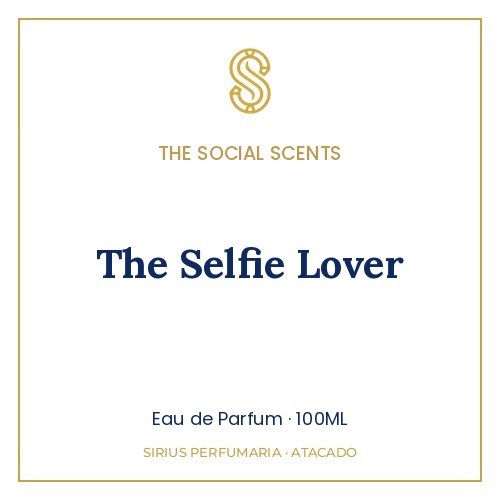 THE SOCIAL SCENTS
The Selfie Lover
Eau de Parfum · 100ML
SIRIUS PERFUMARIA · ATACADO